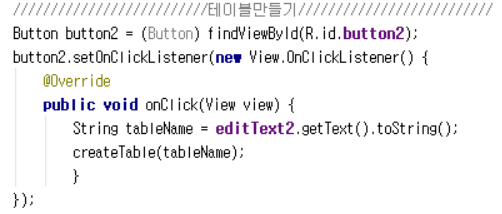 //////////////////////////테이블만들기//////////////////////////
Button button2 = (Button) findViewById(R.id.button2);
button2.setOnClickListener(new View.OnClickListener() {
@Override
public void onClick(View view) {
String tableName = editText2.getText().toString();
createTable(tableName);
}
});